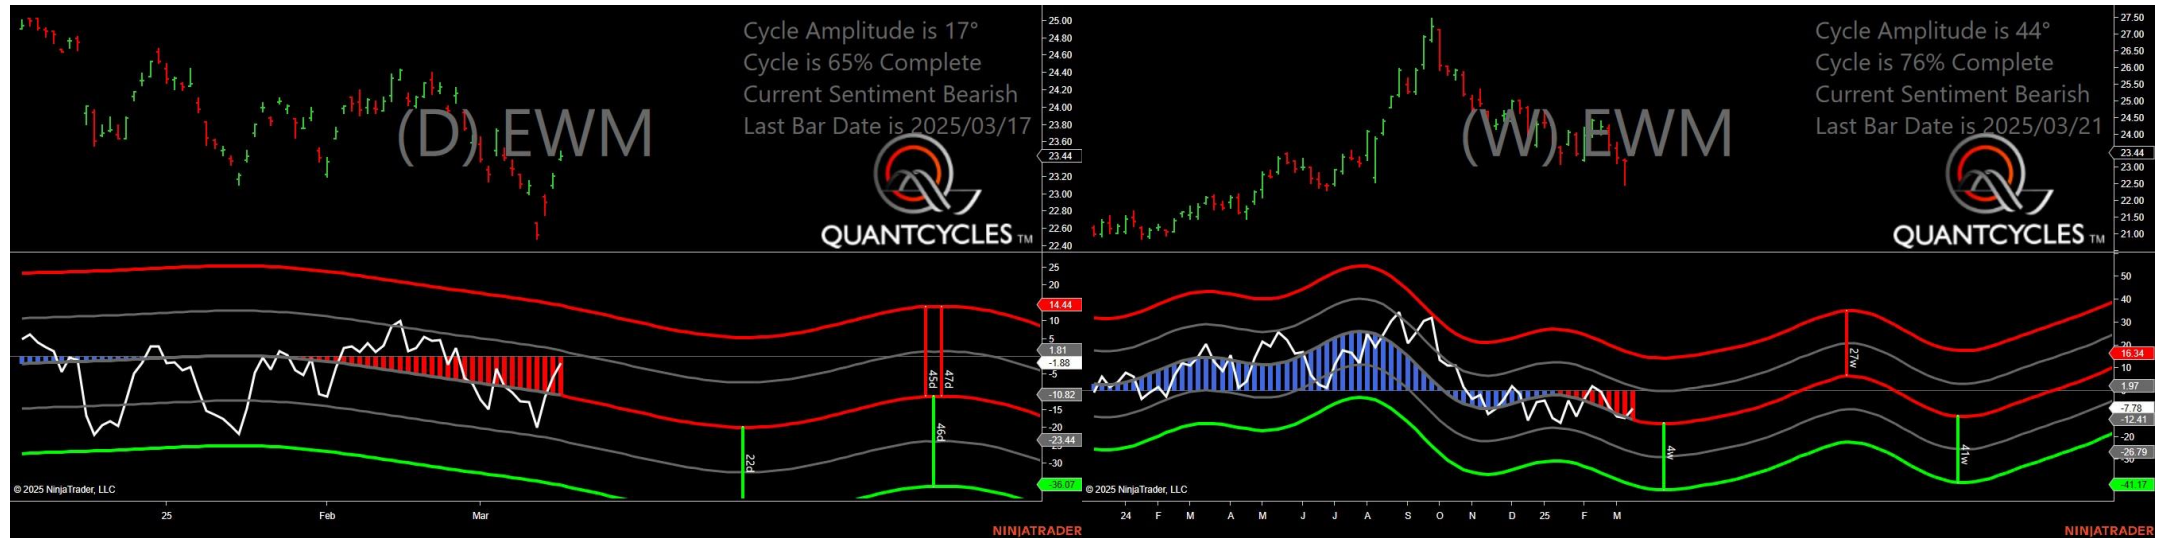 Cycle Amplitude is 17°
Cycle is 65% Complete
Current Sentiment Bearish
Last Bar Date is 2025/03/17
(D) EWM
QUANTCYCLES TM
25.00
24.80
24.60
24.40
24.20
24.00
23.80
23.60
23.44
23.20
23.00
22.80
22.60
22.40
25
20
14.44
10
5
1.81
-1.88
-5
-10.82
-15
-20
-23.44
-30
-36.07
22d
45d
47d
46d
© 2025 NinjaTrader, LLC
25 Feb Mar
NINJATRADER
Cycle Amplitude is 44°
Cycle is 76% Complete
Current Sentiment Bearish
Last Bar Date is 2025/03/21
(W) EWM
QUANTCYCLES TM
27.50
27.00
26.50
26.00
25.50
25.00
24.50
24.00
23.44
23.00
22.50
22.00
21.50
21.00
50
40
30
20
16.34
10
1.97
-7.78
-12.41
-20
-26.79
-41.17
4w
27w
41w
© 2025 NinjaTrader, LLC
24 F M A M J J A S O N D 25 F M
NINJATRADER